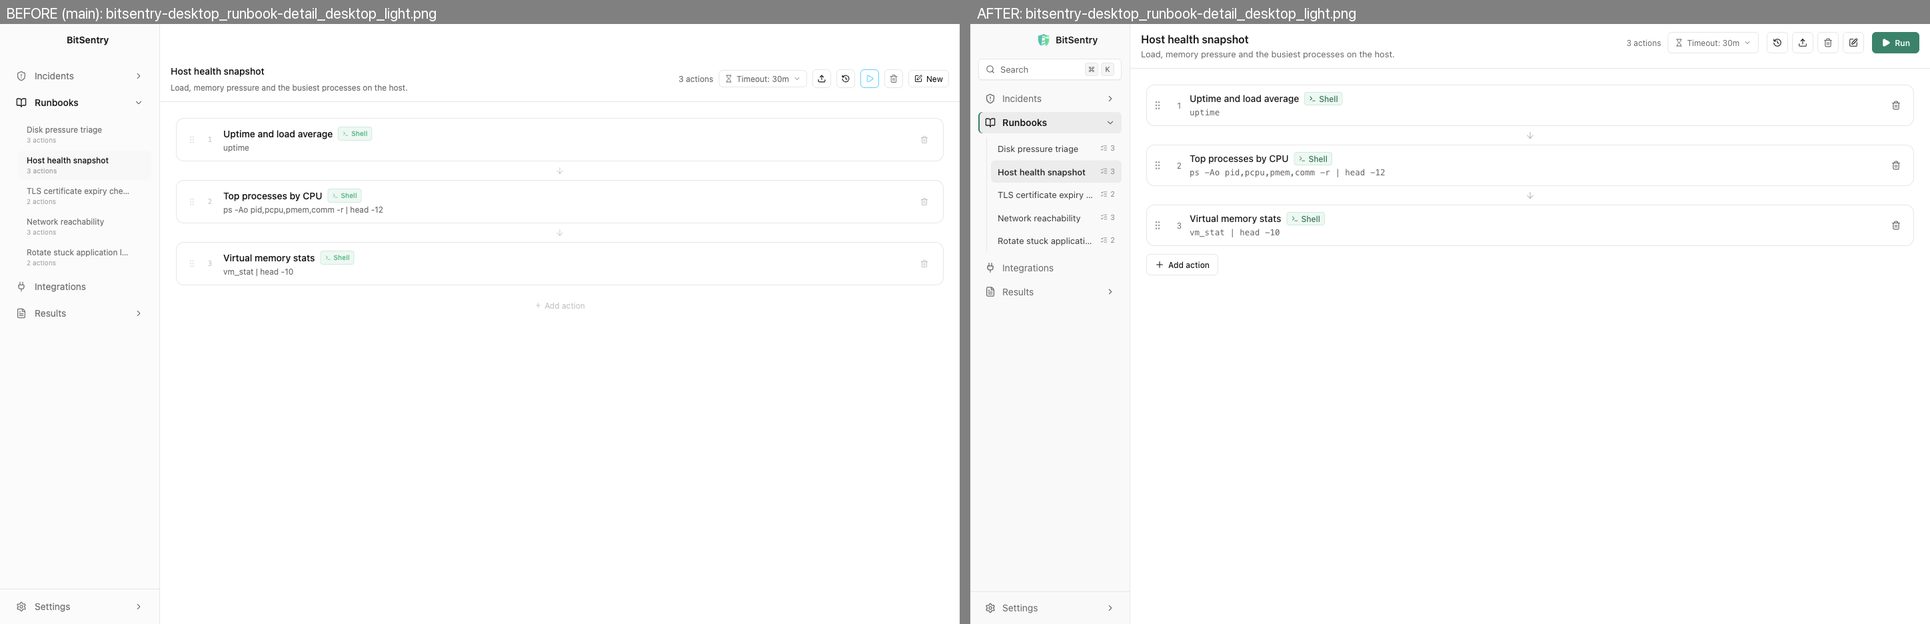 BEFORE (main): bitsentry-desktop_runbook-detail_desktop_light.png
BitSentry
Incidents
Runbooks
Disk pressure triage
3 actions
Host health snapshot
3 actions
TLS certificate expiry che...
2 actions
Network reachability
3 actions
Rotate stuck application l...
2 actions
Integrations
Results
Settings
Host health snapshot
Load, memory pressure and the busiest processes on the host.
3 actions
Timeout: 30m
New
1 Uptime and load average Shell
uptime
2 Top processes by CPU Shell
ps -Ao pid,pcpu,pmem,comm -r | head -12
3 Virtual memory stats Shell
vm_stat | head -10
+ Add action
AFTER: bitsentry-desktop_runbook-detail_desktop_light.png
BitSentry
Search ⌘ K
Incidents
Runbooks
Disk pressure triage 3
Host health snapshot 3
TLS certificate expiry ... 2
Network reachability 3
Rotate stuck applicati... 2
Integrations
Results
Settings
Host health snapshot
Load, memory pressure and the busiest processes on the host.
3 actions
Timeout: 30m
Run
1 Uptime and load average Shell
uptime
2 Top processes by CPU Shell
ps -Ao pid,pcpu,pmem,comm -r | head -12
3 Virtual memory stats Shell
vm_stat | head -10
+ Add action